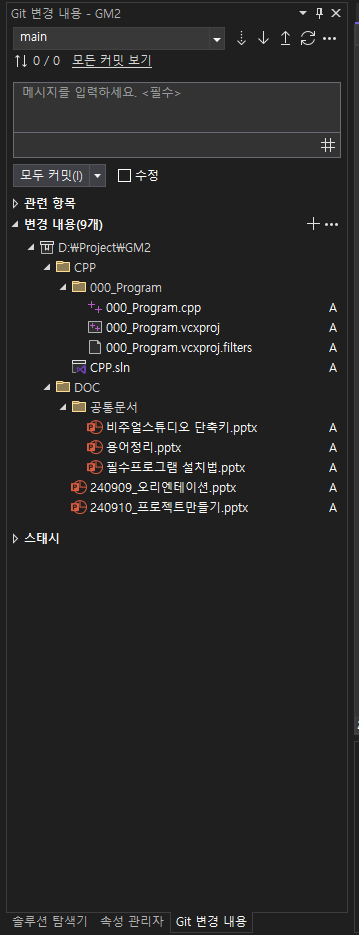 Git 변경 내용 - GM2
main
0 / 0 모든 커밋 보기
메시지를 입력하세요. <필수>
모두 커밋(I) 수정
관련 항목
변경 내용(9개)
D:₩Project₩GM2
CPP
000_Program
000_Program.cpp A
000_Program.vcxproj A
000_Program.vcxproj.filters A
CPP.sln A
DOC
공통문서
비주얼스튜디오 단축키.pptx A
용어정리.pptx A
필수프로그램 설치법.pptx A
240909_오리엔테이션.pptx A
240910_프로젝트만들기.pptx A
스태시
솔루션 탐색기 속성 관리자 Git 변경 내용